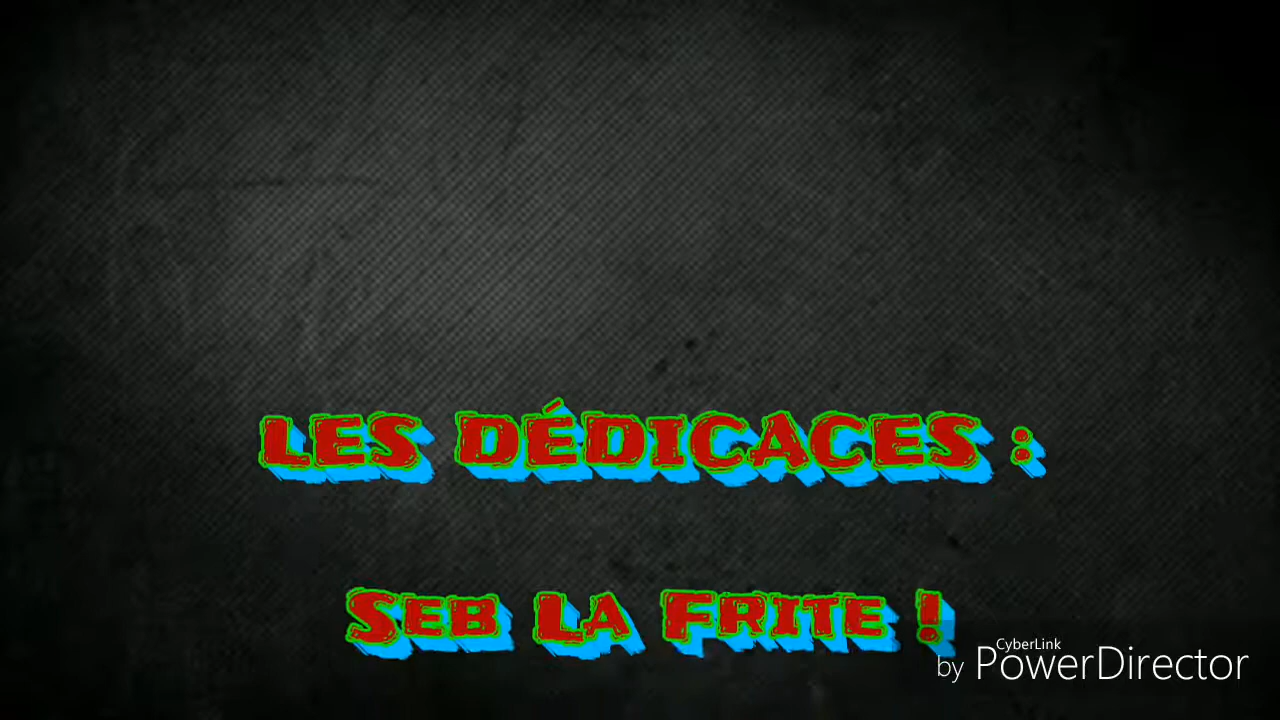 LES DÉDICACES :
SEB LA FRITE !
CyberLink
by PowerDirector